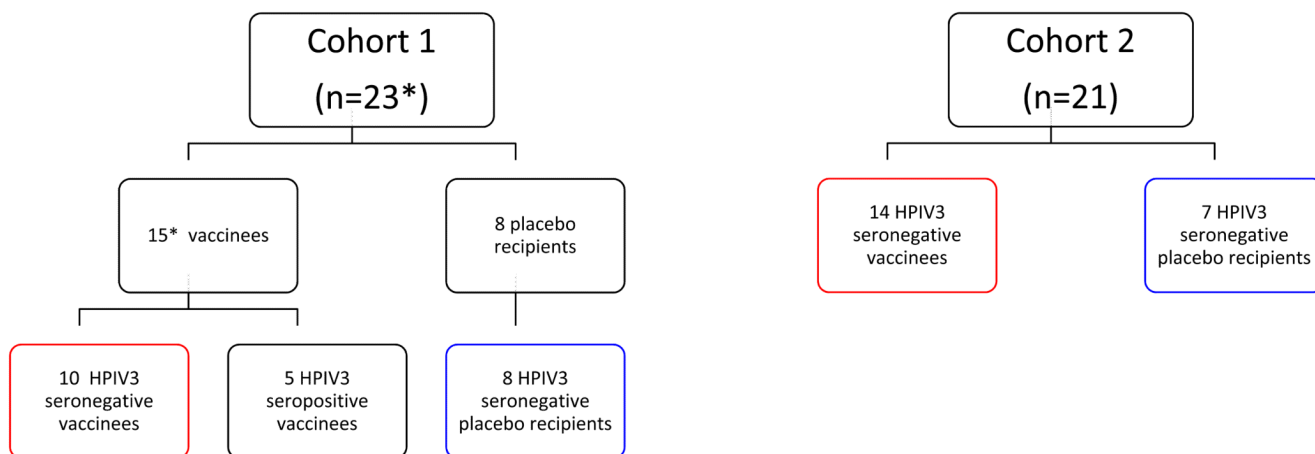 Cohort 1
(n=23*)
Cohort 2
(n=21)
15* vaccinees
8 placebo
recipients
14 HPIV3
seronegative
vaccinees
7 HPIV3
seronegative
placebo recipients
10 HPIV3
seronegative
vaccinees
5 HPIV3
seropositive
vaccinees
8 HPIV3
seronegative
placebo recipients